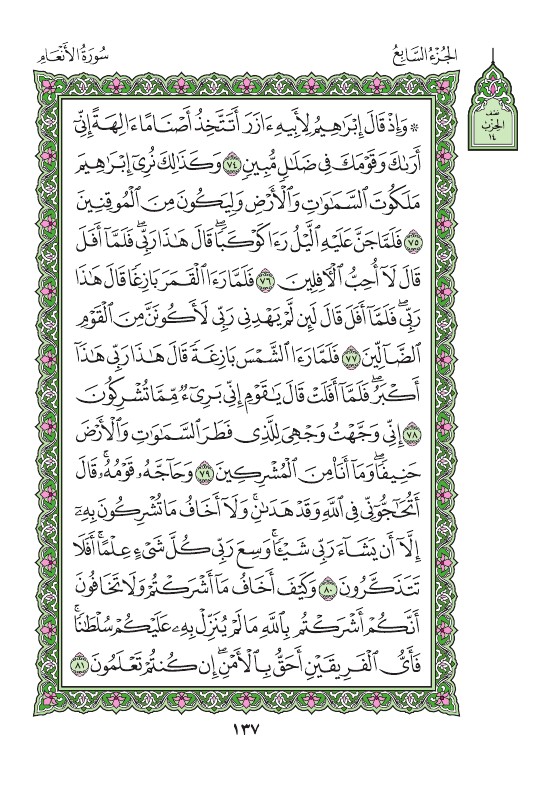 الجُزْءُ السَّابِعُ
سُورَةُ الأَنْعَامِ
نصف
الحزب
١٤
۞ وَإِذْ قَالَ إِبْرَٰهِيمُ لِأَبِيهِ ءَازَرَ أَتَتَّخِذُ أَصْنَامًا ءَالِهَةً إِنِّىٓ
أَرَىٰكَ وَقَوْمَكَ فِى ضَلَٰلٍ مُّبِينٍ ٧٤ وَكَذَٰلِكَ نُرِىٓ إِبْرَٰهِيمَ
مَلَكُوتَ ٱلسَّمَٰوَٰتِ وَٱلْأَرْضِ وَلِيَكُونَ مِنَ ٱلْمُوقِنِينَ
٧٥ فَلَمَّا جَنَّ عَلَيْهِ ٱلَّيْلُ رَءَا كَوْكَبًاۖ قَالَ هَٰذَا رَبِّىۖ فَلَمَّآ أَفَلَ
قَالَ لَآ أُحِبُّ ٱلْءَافِلِينَ ٧٦ فَلَمَّا رَءَا ٱلْقَمَرَ بَازِغًا قَالَ هَٰذَا
رَبِّىۖ فَلَمَّآ أَفَلَ قَالَ لَئِن لَّمْ يَهْدِنِى رَبِّى لَأَكُونَنَّ مِنَ ٱلْقَوْمِ
ٱلضَّآلِّينَ ٧٧ فَلَمَّا رَءَا ٱلشَّمْسَ بَازِغَةً قَالَ هَٰذَا رَبِّى هَٰذَآ
أَكْبَرُۖ فَلَمَّآ أَفَلَتْ قَالَ يَٰقَوْمِ إِنِّى بَرِىٓءٌ مِّمَّا تُشْرِكُونَ
٧٨ إِنِّى وَجَّهْتُ وَجْهِىَ لِلَّذِى فَطَرَ ٱلسَّمَٰوَٰتِ وَٱلْأَرْضَ
حَنِيفًاۖ وَمَآ أَنَا۠ مِنَ ٱلْمُشْرِكِينَ ٧٩ وَحَآجَّهُۥ قَوْمُهُۥۚ قَالَ
أَتُحَٰٓجُّوٓنِّى فِى ٱللَّهِ وَقَدْ هَدَىٰنِۚ وَلَآ أَخَافُ مَا تُشْرِكُونَ بِهِۦٓ
إِلَّآ أَن يَشَآءَ رَبِّى شَيْـًٔاۗ وَسِعَ رَبِّى كُلَّ شَىْءٍ عِلْمًاۗ أَفَلَا
تَتَذَكَّرُونَ ٨٠ وَكَيْفَ أَخَافُ مَآ أَشْرَكْتُمْ وَلَا تَخَافُونَ
أَنَّكُمْ أَشْرَكْتُم بِٱللَّهِ مَا لَمْ يُنَزِّلْ بِهِۦ عَلَيْكُمْ سُلْطَٰنًاۚ
فَأَىُّ ٱلْفَرِيقَيْنِ أَحَقُّ بِٱلْأَمْنِۖ إِن كُنتُمْ تَعْلَمُونَ ٨١
١٣٧